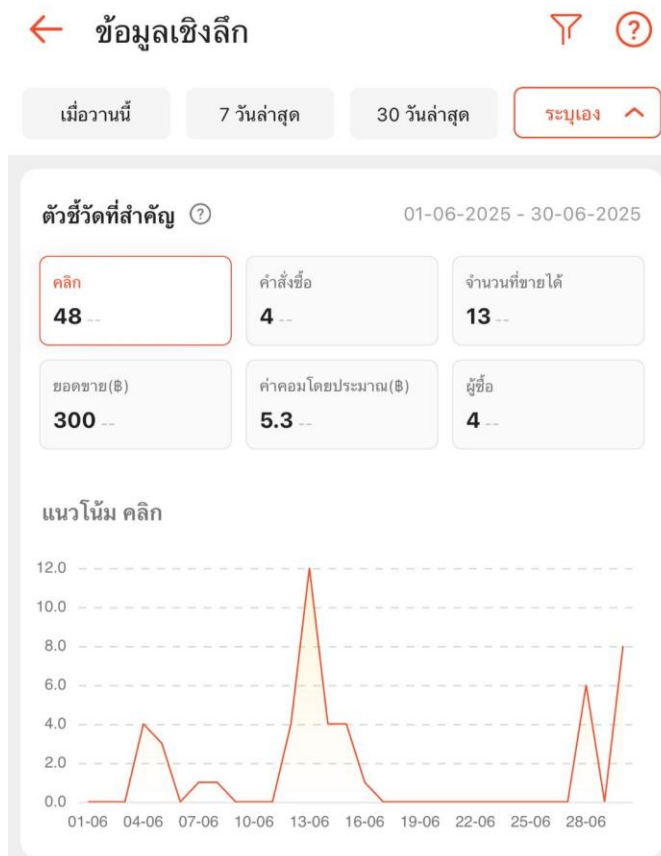 ข้อมูลเชิงลึก
เมื่อวานนี้ 7 วันล่าสุด 30 วันล่าสุด ระบุเอง
ตัวชี้วัดที่สำคัญ ? 01-06-2025 - 30-06-2025
คลิก คำสั่งซื้อ จำนวนที่ขายได้
48 -- 4 -- 13 --
ยอดขาย(฿) ค่าคอมโดยประมาณ(฿) ผู้ซื้อ
300 -- 5.3 -- 4 --
แนวโน้ม คลิก
12.0
10.0
8.0
6.0
4.0
2.0
0.0
01-06 04-06 07-06 10-06 13-06 16-06 19-06 22-06 25-06 28-06